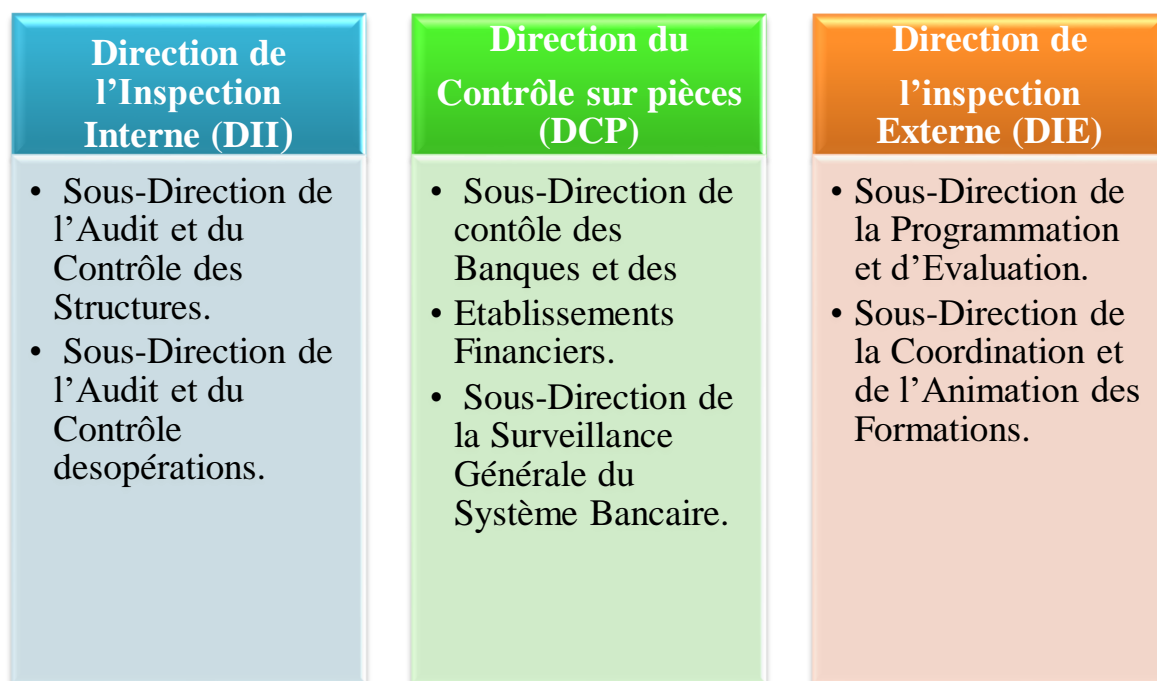 Direction de
l’Inspection
Interne (DII)
• Sous-Direction de
l’Audit et du
Contrôle des
Structures.
• Sous-Direction de
l’Audit et du
Contrôle
desopérations.
Direction du
Contrôle sur pièces
(DCP)
• Sous-Direction de
contôle des
Banques et des
• Etablissements
Financiers.
• Sous-Direction de
la Surveillance
Générale du
Système Bancaire.
Direction de
l’inspection
Externe (DIE)
• Sous-Direction de
la Programmation
et d’Evaluation.
• Sous-Direction de
la Coordination et
de l’Animation des
Formations.